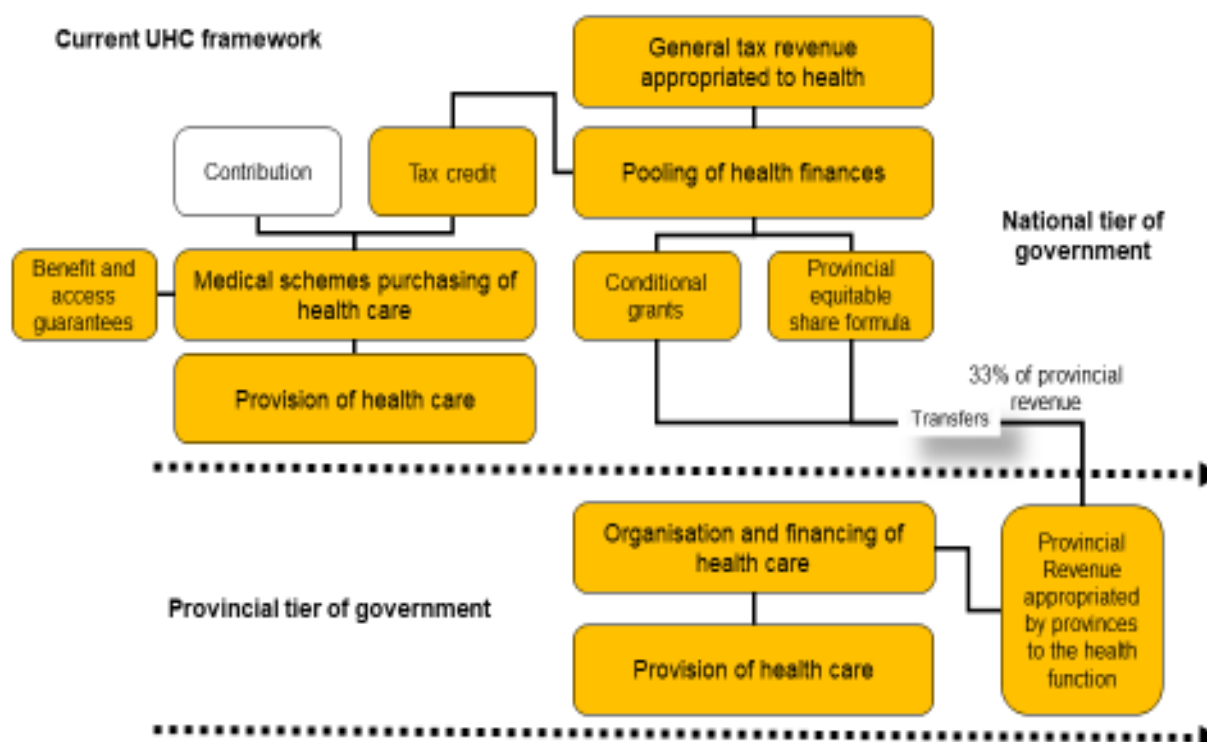 Current UHC framework
General tax revenue
appropriated to health
Contribution
Tax credit
Pooling of health finances
National tier of
government
Benefit and
access
guarantees
Medical schemes purchasing of
health care
Conditional
grants
Provincial
equitable
share formula
Provision of health care
33% of provincial
revenue
Transfers
Organisation and financing of
health care
Provincial
Revenue
appropriated
by provinces
to the health
function
Provincial tier of government
Provision of health care